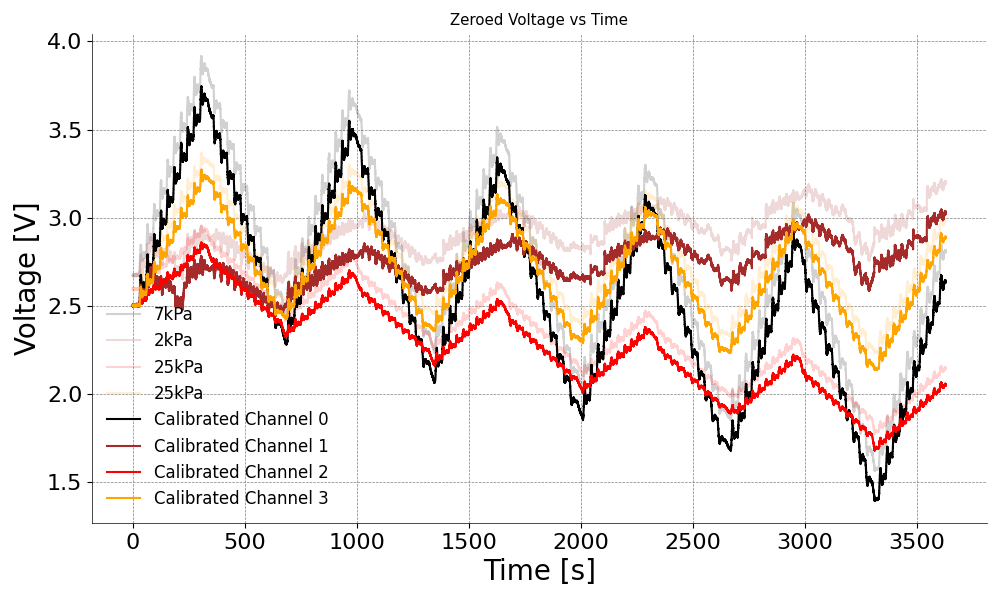 Zeroed Voltage vs Time
4.0
3.5
3.0
2.5
2.0
1.5
Voltage [V]
7kPa
2kPa
25kPa
25kPa
Calibrated Channel 0
Calibrated Channel 1
Calibrated Channel 2
Calibrated Channel 3
0 500 1000 1500 2000 2500 3000 3500
Time [s]